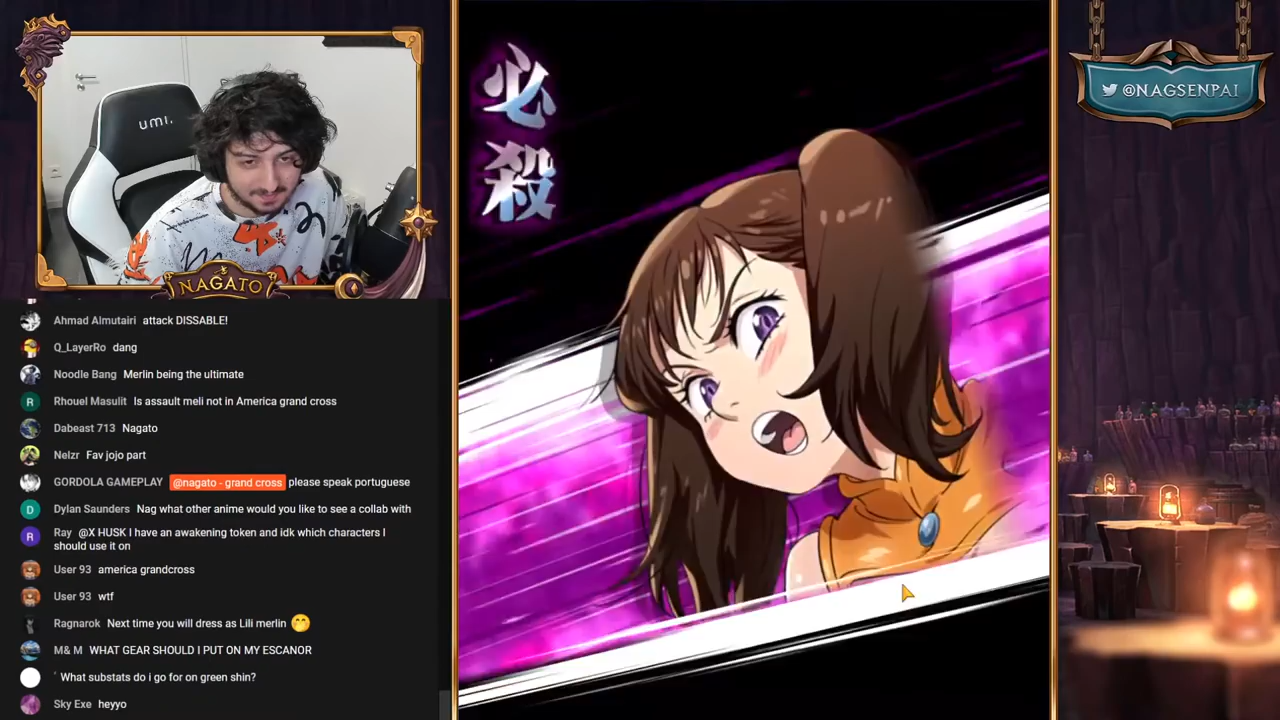 umi.
NAGATO
Ahmad Almutairi attack DISSABLE!
Q_LayerRo dang
Noodle Bang Merlin being the ultimate
R Rhouel Masulit Is assault meli not in America grand cross
Dabeast 713 Nagato
Nelzr Fav jojo part
GORDOLA GAMEPLAY @nagato - grand cross please speak portuguese
D Dylan Saunders Nag what other anime would you like to see a collab with
R Ray @X HUSK I have an awakening token and idk which characters I
should use it on
User 93 america grandcross
User 93 wtf
Ragnarok Next time you will dress as Lili merlin 🤭
M& M WHAT GEAR SHOULD I PUT ON MY ESCANOR
' What substats do i go for on green shin?
Sky Exe heyyo
必
殺
@NAGSENPAI